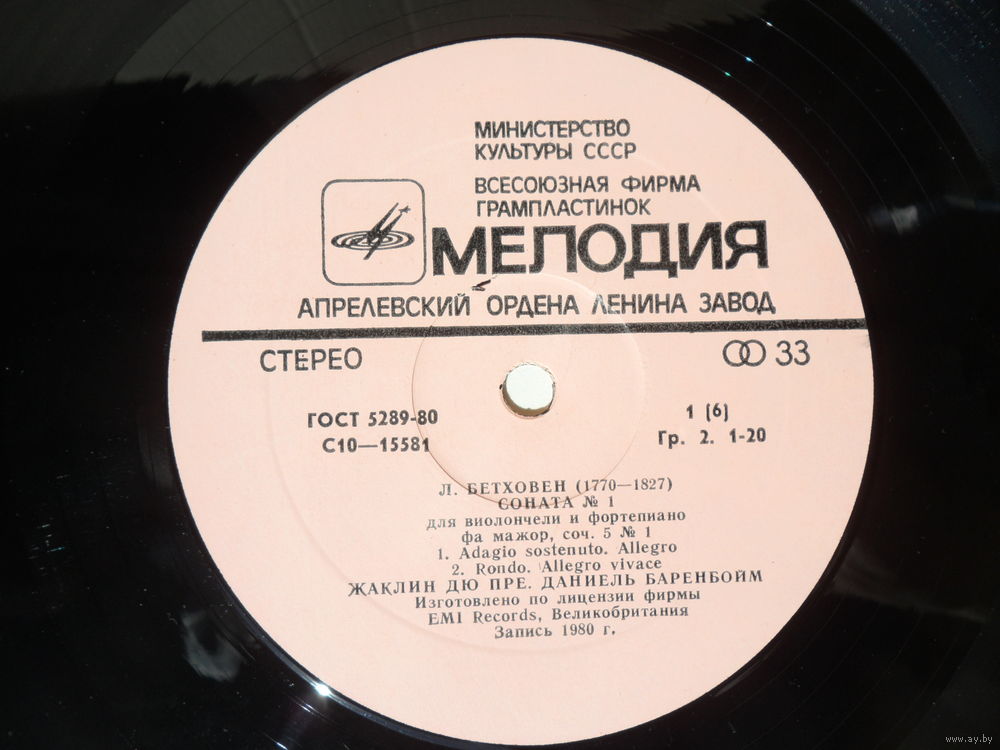 МИНИСТЕРСТВО
КУЛЬТУРЫ СССР
ВСЕСОЮЗНАЯ ФИРМА
ГРАМПЛАСТИНОК
МЕЛОДИЯ
АПРЕЛЕВСКИЙ ОРДЕНА ЛЕНИНА ЗАВОД
СТЕРЕО
33
ГОСТ 5289-80
С10—15581
1 (6)
Гр. 2. 1-20
Л. БЕТХОВЕН (1770—1827)
СОНАТА № 1
для виолончели и фортепиано
фа мажор, соч. 5 № 1
1. Adagio sostenuto. Allegro
2. Rondo. Allegro vivace
ЖАКЛИН ДЮ ПРЕ. ДАНИЕЛЬ БАРЕНБОЙМ
Изготовлено по лицензии фирмы
EMI Records, Великобритания
Запись 1980 г.
www.ay.by